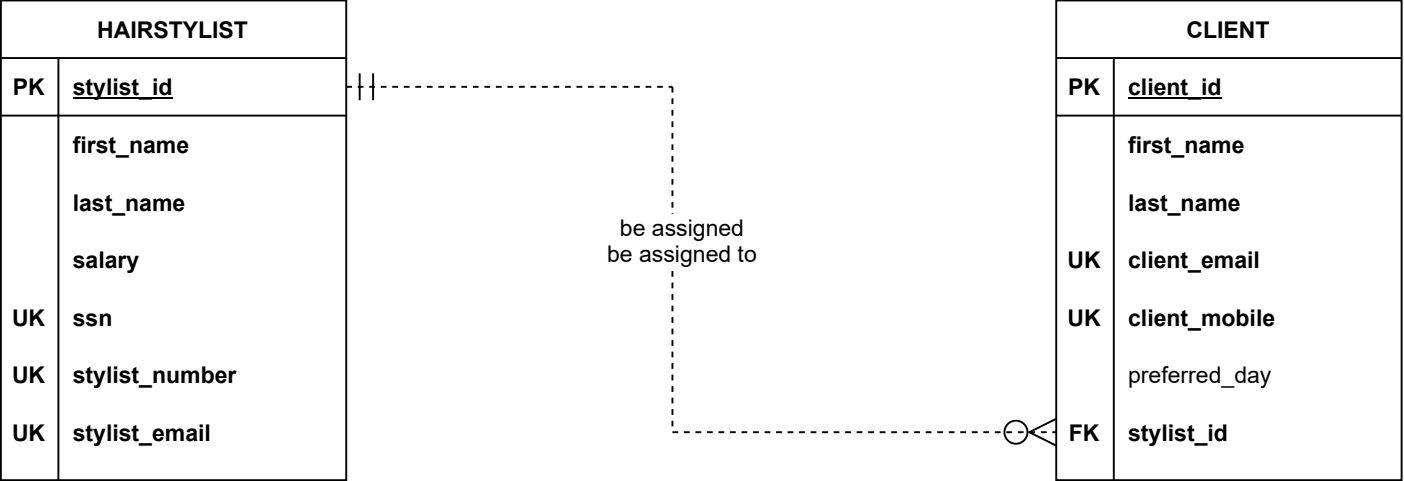 HAIRSTYLIST
PK stylist_id
first_name
last_name
salary
UK ssn
UK stylist_number
UK stylist_email
be assigned
be assigned to
CLIENT
PK client_id
first_name
last_name
UK client_email
UK client_mobile
preferred_day
FK stylist_id